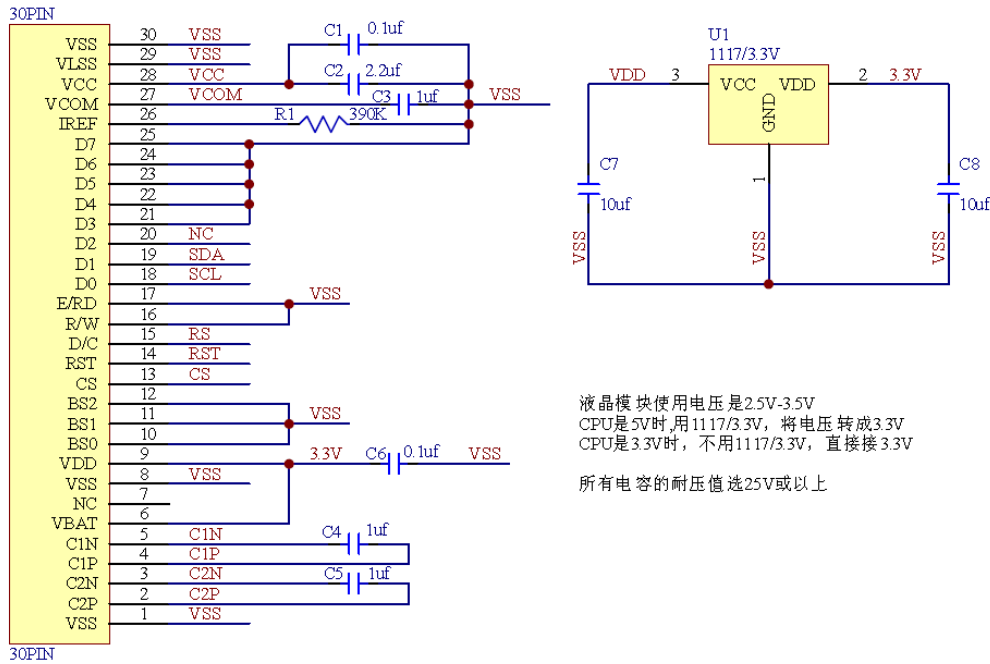 30PIN
VSS 30 VSS
VLSS 29 VSS
VCC 28 VCC
VCOM 27 VCOM
IREF 26
D7 25
D6 24
D5 23
D4 22
D3 21
D2 20 NC
D1 19 SDA
D0 18 SCL
E/RD 17 VSS
R/W 16
D/C 15 RS
RST 14 RST
CS 13 CS
BS2 12
BS1 11 VSS
BS0 10
VDD 9 3.3V C6 0.1uf VSS
VSS 8 VSS
NC 7
VBAT 6
C1N 5 C1N C4 1uf
C1P 4 C1P
C2N 3 C2N C5 1uf
C2P 2 C2P
VSS 1 VSS
30PIN
C1 0.1uf
C2 2.2uf
C3 1uf VSS
R1 390K
U1
1117/3.3V
VDD 3 VCC VDD 2 3.3V
GND
1
C7 C8
10uf 10uf
VSS VSS VSS
液晶模块使用电压是2.5V-3.5V
CPU是5V时,用1117/3.3V，将电压转成3.3V
CPU是3.3V时，不用1117/3.3V，直接接3.3V
所有电容的耐压值选25V或以上